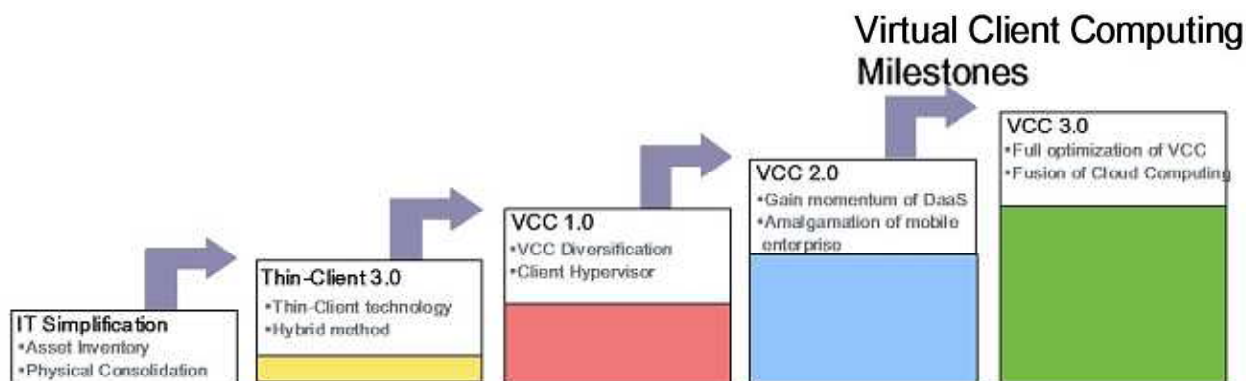 Virtual Client Computing
Milestones
IT Simplification
•Asset Inventory
•Physical Consolidation
Thin-Client 3.0
•Thin-Client technology
•Hybrid method
VCC 1.0
•VCC Diversification
•Client Hypervisor
VCC 2.0
•Gain momentum of DaaS
•Amalgamation of mobile
enterprise
VCC 3.0
•Full optimization of VCC
•Fusion of Cloud Computing